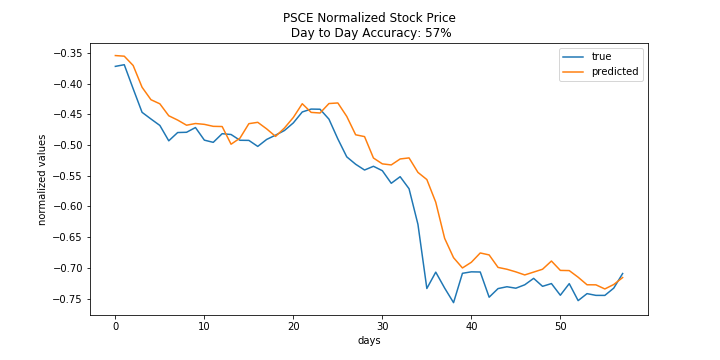 PSCE Normalized Stock Price
Day to Day Accuracy: 57%
true
predicted
normalized values
−0.35
−0.40
−0.45
−0.50
−0.55
−0.60
−0.65
−0.70
−0.75
0 10 20 30 40 50
days